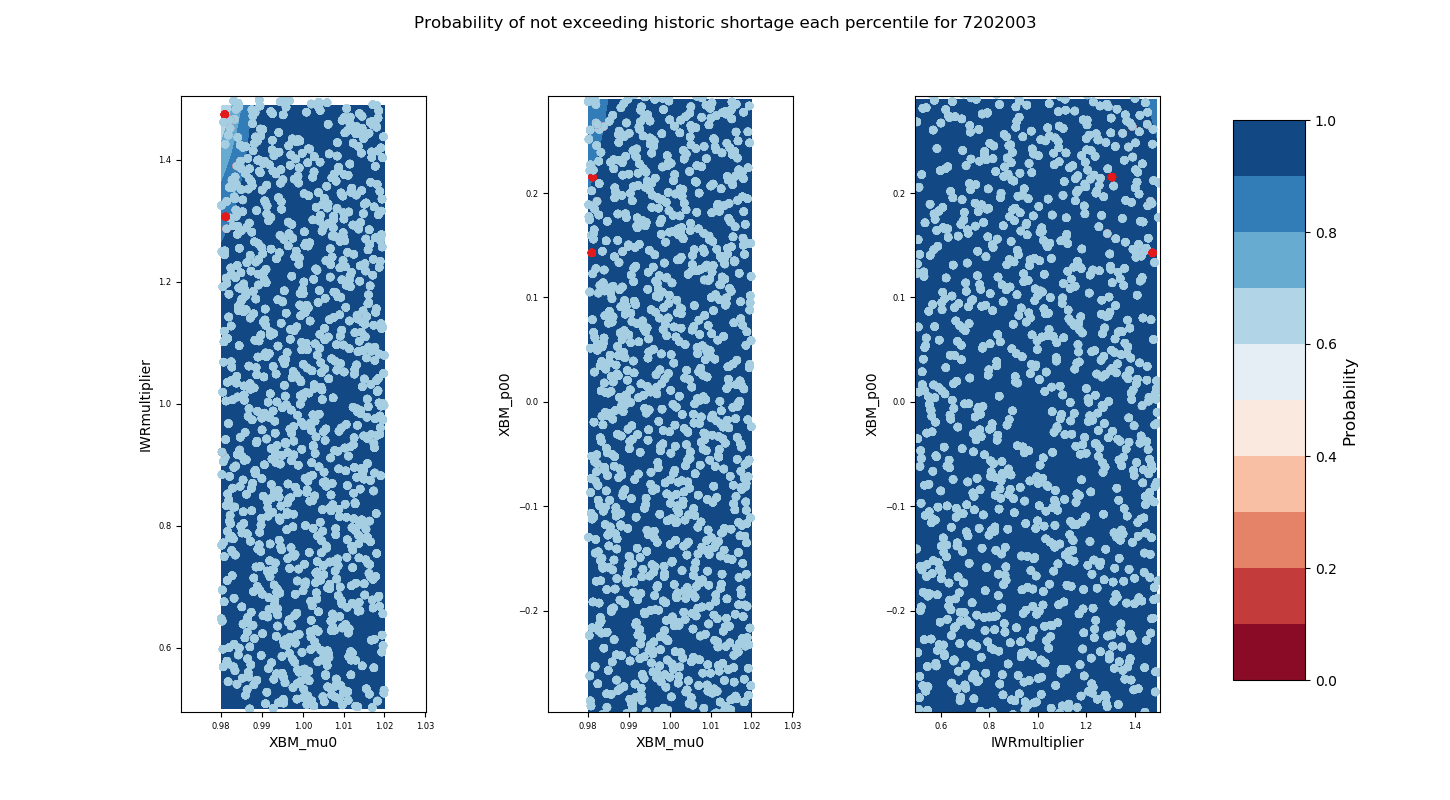 Probability of not exceeding historic shortage each percentile for 7202003
IWRmultiplier
1.4
1.2
1.0
0.8
0.6
0.98 0.99 1.00 1.01 1.02 1.03
XBM_mu0
XBM_p00
0.2
0.1
0.0
−0.1
−0.2
0.98 0.99 1.00 1.01 1.02 1.03
XBM_mu0
XBM_p00
0.2
0.1
0.0
−0.1
−0.2
0.6 0.8 1.0 1.2 1.4
IWRmultiplier
1.0
0.8
0.6
0.4
0.2
0.0
Probability